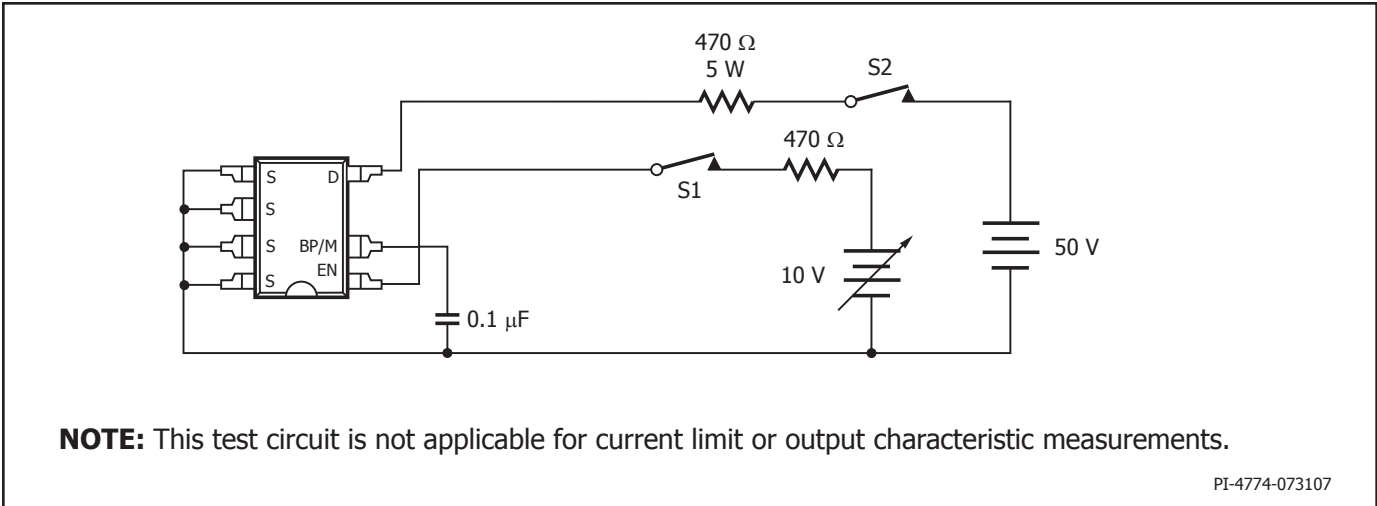 470 Ω
5 W
S2
470 Ω
S1
S D
S
S BP/M
EN
S
10 V
50 V
0.1 µF
NOTE: This test circuit is not applicable for current limit or output characteristic measurements.
PI-4774-073107